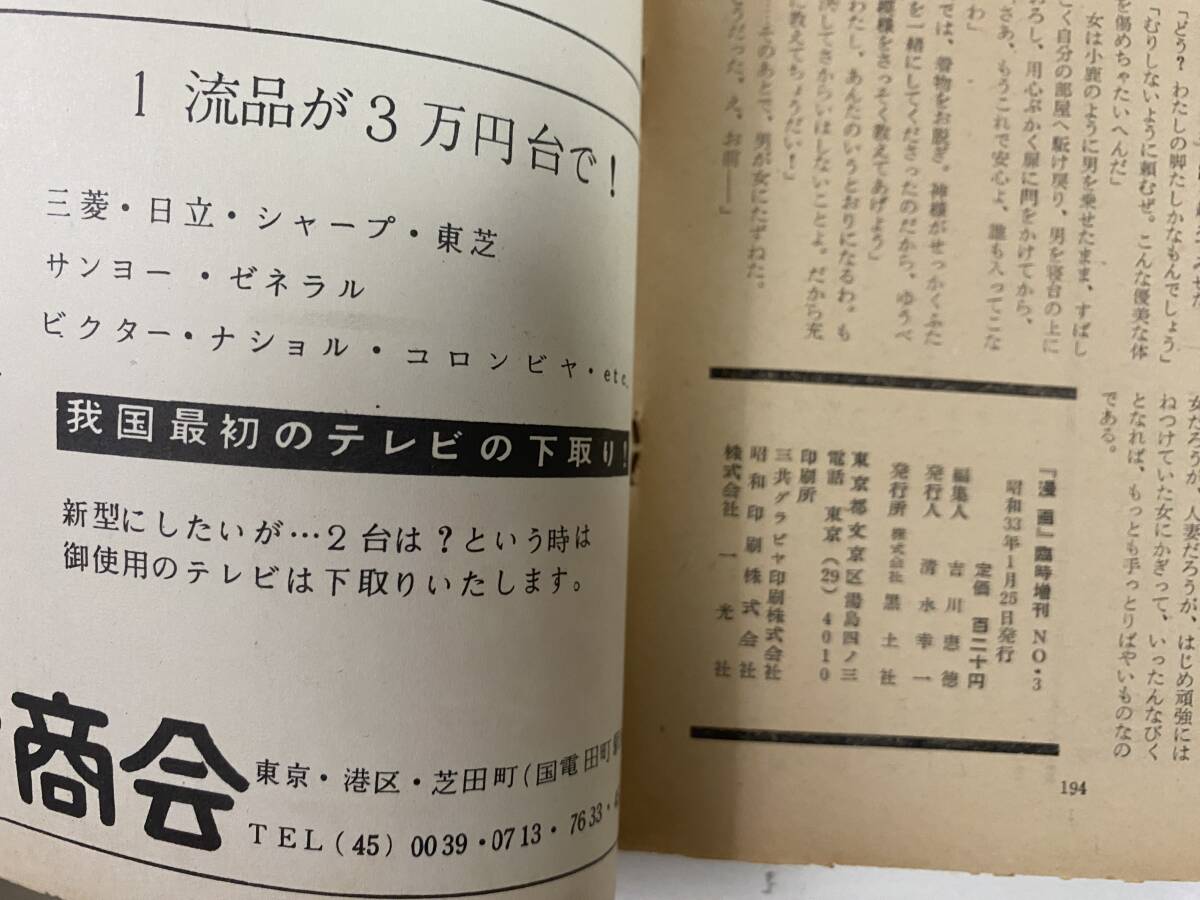 1 流品が3万円台で!
三菱・日立・シャープ・東芝
サンヨー・ゼネラル
ビクター・ナショル・コロンビヤ・etc.
我国最初のテレビの下取り!
新型にしたいが…2台は?という時は
御使用のテレビは下取りいたします。
商会
東京・港区・芝田町(国電田町
TEL(45) 0039・0713・7633・
「どう? わたしの脚たしかなもんでしょう」
「むりしないように頼むぜ。こんな優美な体
を傷めちゃたいへんだ」
女は小鹿のように男を乗せたまま、すばし
こく自分の部屋へ駈け戻り、男を寝台の上に
おろし、用心ぶかく扉に閂をかけてから、
「さあ、もうこれで安心よ、誰も入ってこな
わ」
では、着物をお脱ぎ。神様がせっかくふた
を一緒にしてくださったのだから、ゆうべ
模様をさっそく教えてあげよう」
わたし、あんたのいうとおりになるわ。も
決してさからいはしないことよ。だから充
に教えてちょうだい!」
……そのあとで、男が女にたずねた。
どうだった。え、お前――」
女だろうが、人妻だろうが、はじめ頑強には
ねつけていた女にかぎって、いったんなびく
となれば、もっとも手っとりばやいものなの
である。
『漫画』臨時増刊 NO・3
昭和33年1月25日発行
定価 百二十円
編集人 吉川恵徳
発行人 清水幸一
発行所 株式会社 黒土社
東京都文京区湯島四ノ三
電話 東京(29)4010
印刷所
三共グラビヤ印刷株式会社
昭和印刷株式会社
株式会社 一光社
194